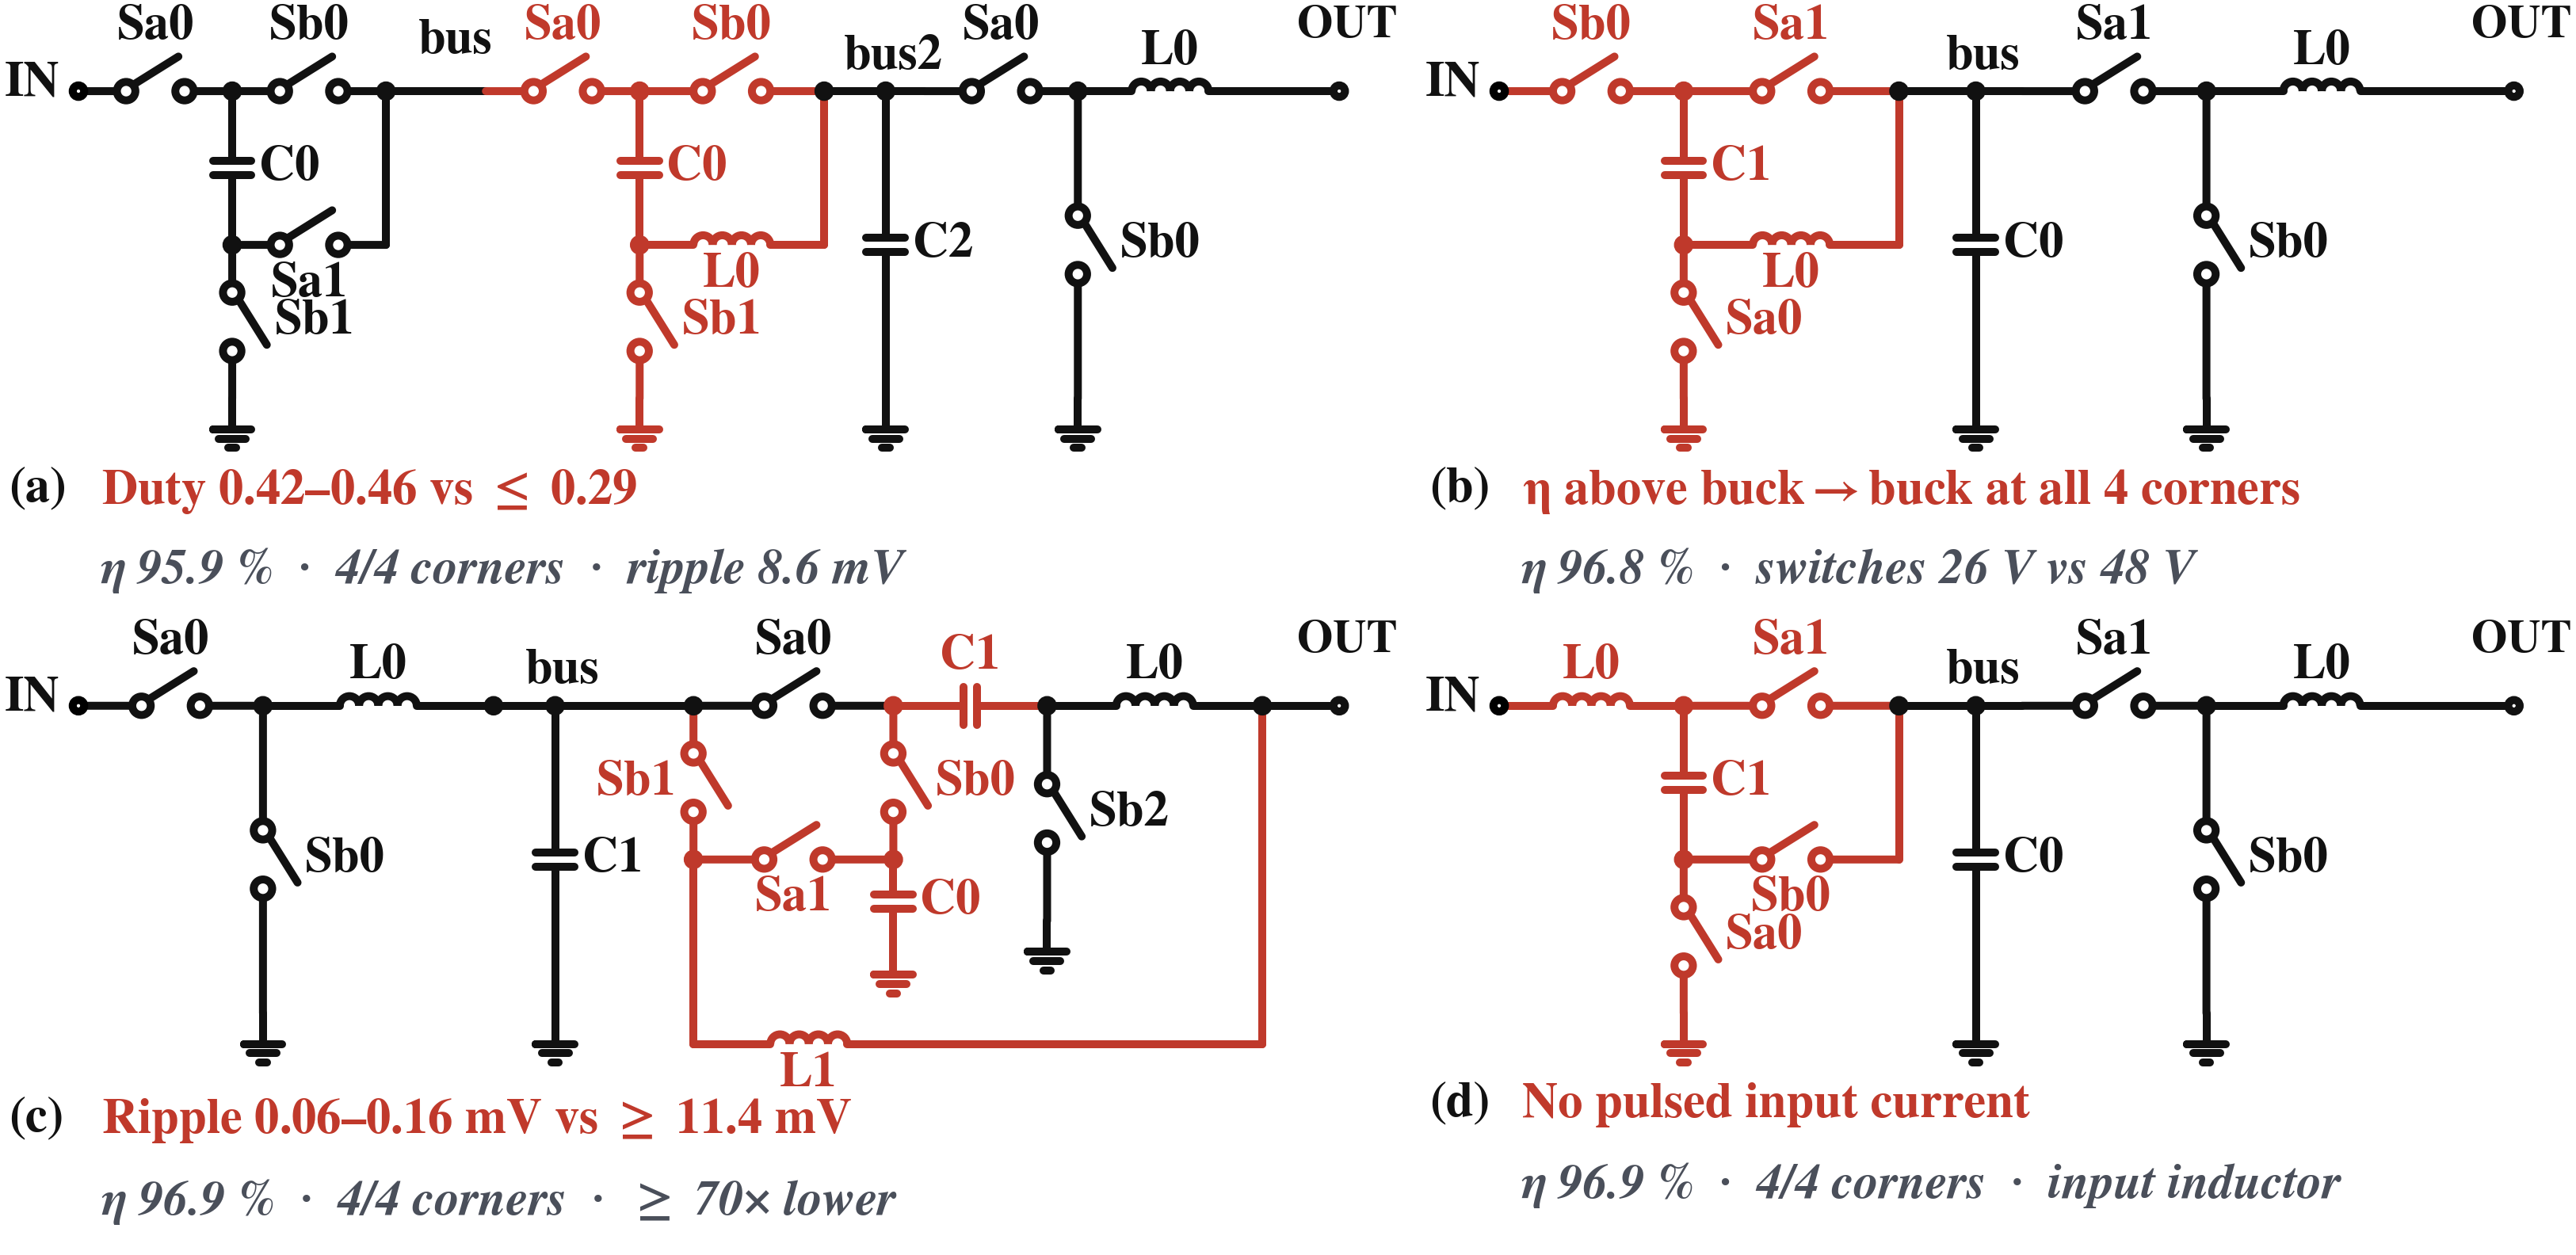 Sa0 Sb0 bus Sa0 Sb0 bus2 Sa0 L0 OUT
IN
C0 C0
C2 Sb0
Sa1 L0
Sb1 Sb1
(a) Duty 0.42–0.46 vs ≤ 0.29
η 95.9 % · 4/4 corners · ripple 8.6 mV
Sb0 Sa1 bus Sa1 L0 OUT
IN
C1
C0 Sb0
L0
Sa0
(b) η above buck → buck at all 4 corners
η 96.8 % · switches 26 V vs 48 V
Sa0 L0 bus Sa0 C1 L0 OUT
IN
Sb1 Sb0 Sb2
Sb0 C1 Sa1 C0
L1
(c) Ripple 0.06–0.16 mV vs ≥ 11.4 mV
η 96.9 % · 4/4 corners · ≥ 70× lower
L0 Sa1 bus Sa1 L0 OUT
IN
C1
C0 Sb0
Sb0
Sa0
(d) No pulsed input current
η 96.9 % · 4/4 corners · input inductor